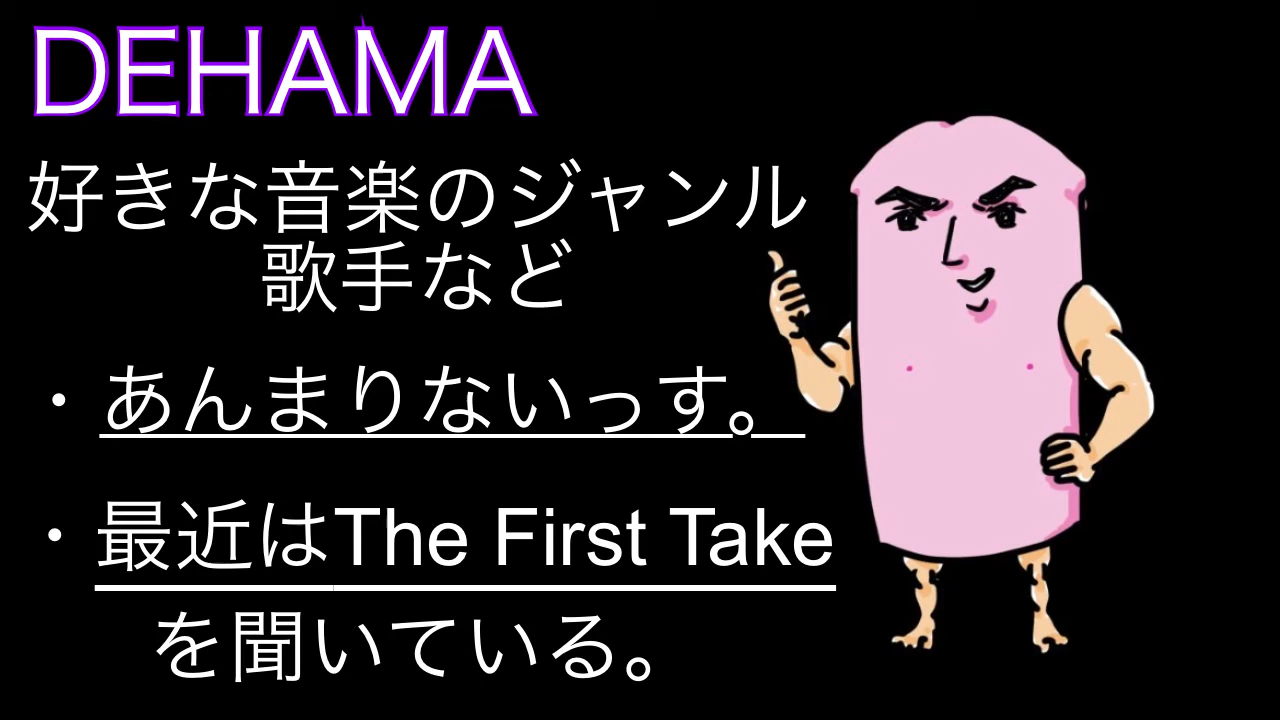 DEHAMA
好きな音楽のジャンル
歌手など
・あんまりないっす。
・最近はThe First Take
を聞いている。